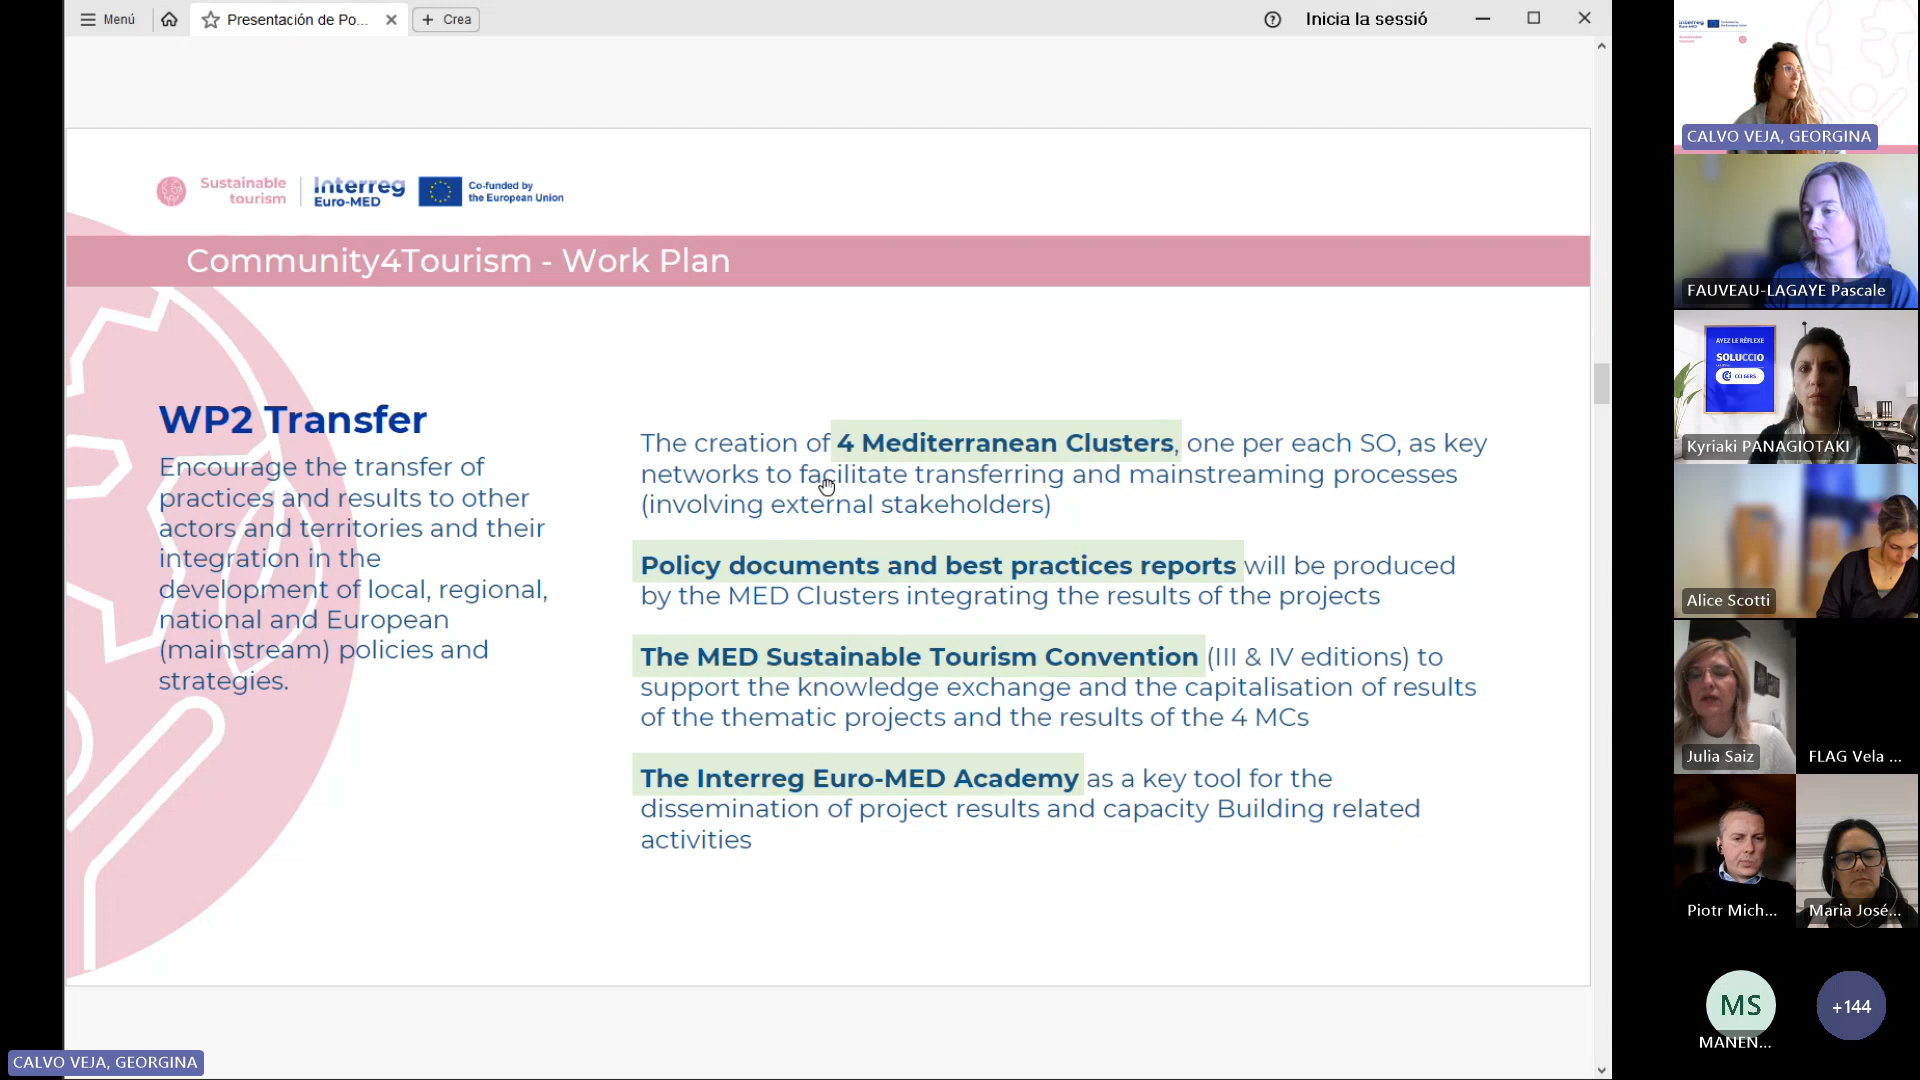 Menú
Presentación de Po...
Crea
Inicia la sessió
Sustainable
tourism
Interreg
Euro-MED
Co-funded by
the European Union
Community4Tourism - Work Plan
WP2 Transfer
Encourage the transfer of
practices and results to other
actors and territories and their
integration in the
development of local, regional,
national and European
(mainstream) policies and
strategies.
The creation of 4 Mediterranean Clusters, one per each SO, as key
networks to facilitate transferring and mainstreaming processes
(involving external stakeholders)
Policy documents and best practices reports will be produced
by the MED Clusters integrating the results of the projects
The MED Sustainable Tourism Convention (III & IV editions) to
support the knowledge exchange and the capitalisation of results
of the thematic projects and the results of the 4 MCs
The Interreg Euro-MED Academy as a key tool for the
dissemination of project results and capacity Building related
activities
CALVO VEJA, GEORGINA
CALVO VEJA, GEORGINA
FAUVEAU-LAGAYE Pascale
AYEZ LE RÉFLEXE
SOLUCCIO
CCI GERS
Kyriaki PANAGIOTAKI
Alice Scotti
Julia Saiz
FLAG Vela ...
Piotr Mich...
Maria José...
MS
+144
MANEN...